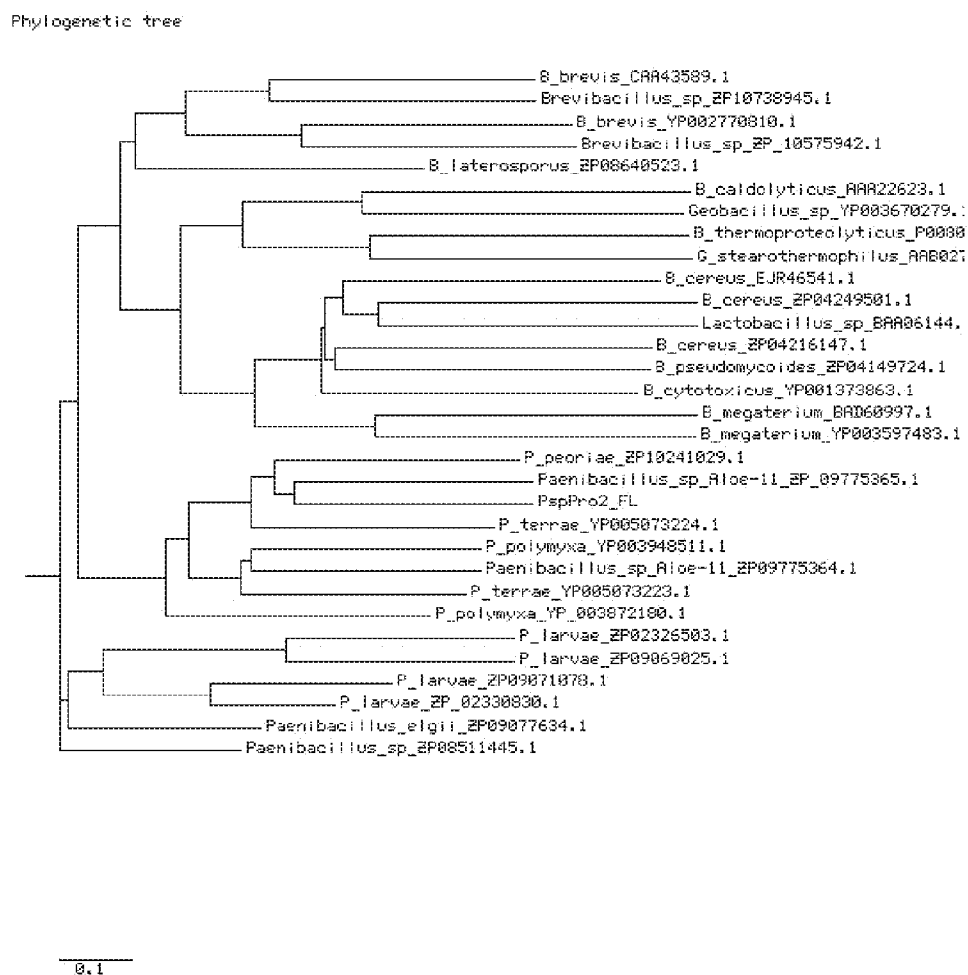 Phylogenetic tree
B_brevis_CAA43589.1
Brevibacillus_sp_ZP10738945.1
B_brevis_YP002770810.1
Brevibacillus_sp_ZP_10575942.1
B_laterosporus_ZP08640523.1
B_caldolyticus_AAA22623.1
Geobacillus_sp_YP003670279.
B_thermoproteolyticus_P0080
G_stearothermophilus_AAB027
B_cereus_EJR46541.1
B_cereus_ZP04249501.1
Lactobacillus_sp_BAA06144.
B_cereus_ZP04216147.1
B_pseudomycoides_ZP04149724.1
B_cytotoxicus_YP001373863.1
B_megaterium_BAD60997.1
B_megaterium_YP003597483.1
P_peoriae_ZP10241029.1
Paenibacillus_sp_Aloe-11_ZP_09775365.1
PspPro2_FL
P_terrae_YP005073224.1
P_polymyxa_YP003948511.1
Paenibacillus_sp_Aloe-11_ZP09775364.1
P_terrae_YP005073223.1
P_polymyxa_YP_003872180.1
P_larvae_ZP02326503.1
P_larvae_ZP09069025.1
P_larvae_ZP09071078.1
P_larvae_ZP_02330830.1
Paenibacillus_elgii_ZP09077634.1
Paenibacillus_sp_ZP08511445.1
0.1